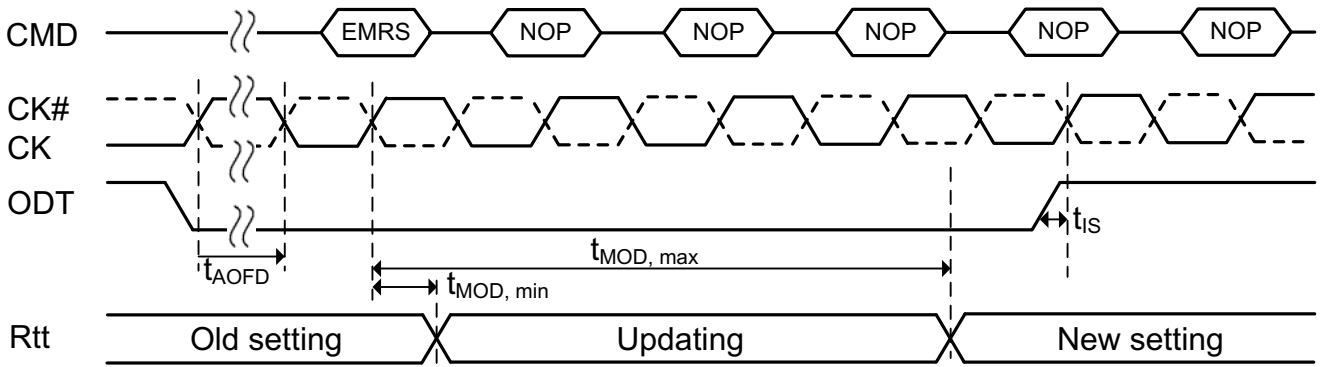 CMD EMRS NOP NOP NOP NOP NOP
CK#
CK
ODT
tIS
tMOD, max
tAOFD
tMOD, min
Rtt Old setting Updating New setting